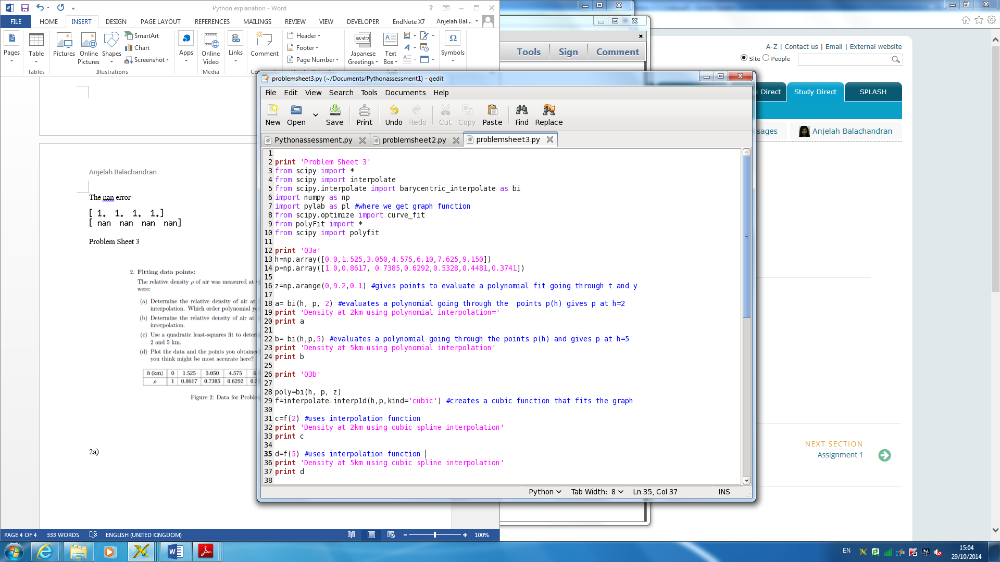 Python explanation - Word
FILE HOME INSERT DESIGN PAGE LAYOUT REFERENCES MAILINGS REVIEW VIEW DEVELOPER EndNote X7 Anjelah Bal...
Pages Table Pictures Online Pictures Shapes SmartArt Chart Screenshot Apps Online Video Links Comment Header Footer Page Number Japanese Greetings Text Box Symbols
Tables Illustrations Media
Tools Sign Comment
A-Z | Contact us | Email | External website
Site People
Direct Study Direct SPLASH
sages Anjelah Balachandran
NEXT SECTION
Assignment 1
Anjelah Balachandran
The nan error-
[ 1. 1. 1. 1.]
[ nan nan nan nan]
Problem Sheet 3
2. Fitting data points:
The relative density ρ of air was measured at
were:
(a) Determine the relative density of air at
interpolation. Which order polynomial
(b) Determine the relative density of air at
interpolation.
(c) Use a quadratic least-squares fit to deter
2 and 5 km.
(d) Plot the data and the points you obtaine
you think might be most accurate here?
h (km) 0 1.525 3.050 4.575 6
ρ 1 0.8617 0.7385 0.6292 0.5
Figure 2: Data for Proble
2a)
problemsheet3.py (~/Documents/Pythonassessment1) - gedit
File Edit View Search Tools Documents Help
New Open Save Print Undo Redo Cut Copy Paste Find Replace
Pythonassessment.py problemsheet2.py problemsheet3.py
1
2 print 'Problem Sheet 3'
3 from scipy import *
4 from scipy import interpolate
5 from scipy.interpolate import barycentric_interpolate as bi
6 import numpy as np
7 import pylab as pl #where we get graph function
8 from scipy.optimize import curve_fit
9 from polyFit import *
10 from scipy import polyfit
11
12 print 'Q3a'
13 h=np.array([0.0,1.525,3.050,4.575,6.10,7.625,9.150])
14 p=np.array([1.0,0.8617, 0.7385,0.6292,0.5328,0.4481,0.3741])
15
16 z=np.arange(0,9.2,0.1) #gives points to evaluate a polynomial fit going through t and y
17
18 a= bi(h, p, 2) #evaluates a polynomial going through the  points p(h) gives p at h=2
19 print 'Density at 2km using polynomial interpolation='
20 print a
21
22 b= bi(h,p,5) #evaluates a polynomial going through the points p(h) and gives p at h=5
23 print 'Density at 5km using polynomial interpolation'
24 print b
25
26 print 'Q3b'
27
28 poly=bi(h, p, z)
29 f=interpolate.interp1d(h,p,kind='cubic') #creates a cubic function that fits the graph
30
31 c=f(2) #uses interpolation function
32 print 'Density at 2km using cubic spline interpolation'
33 print c
34
35 d=f(5) #uses interpolation function
36 print 'Density at 5km using cubic spline interpolation'
37 print d
38
Python Tab Width: 8 Ln 35, Col 37 INS
PAGE 4 OF 4 333 WORDS ENGLISH (UNITED KINGDOM) 100%
EN
15:04
29/10/2014